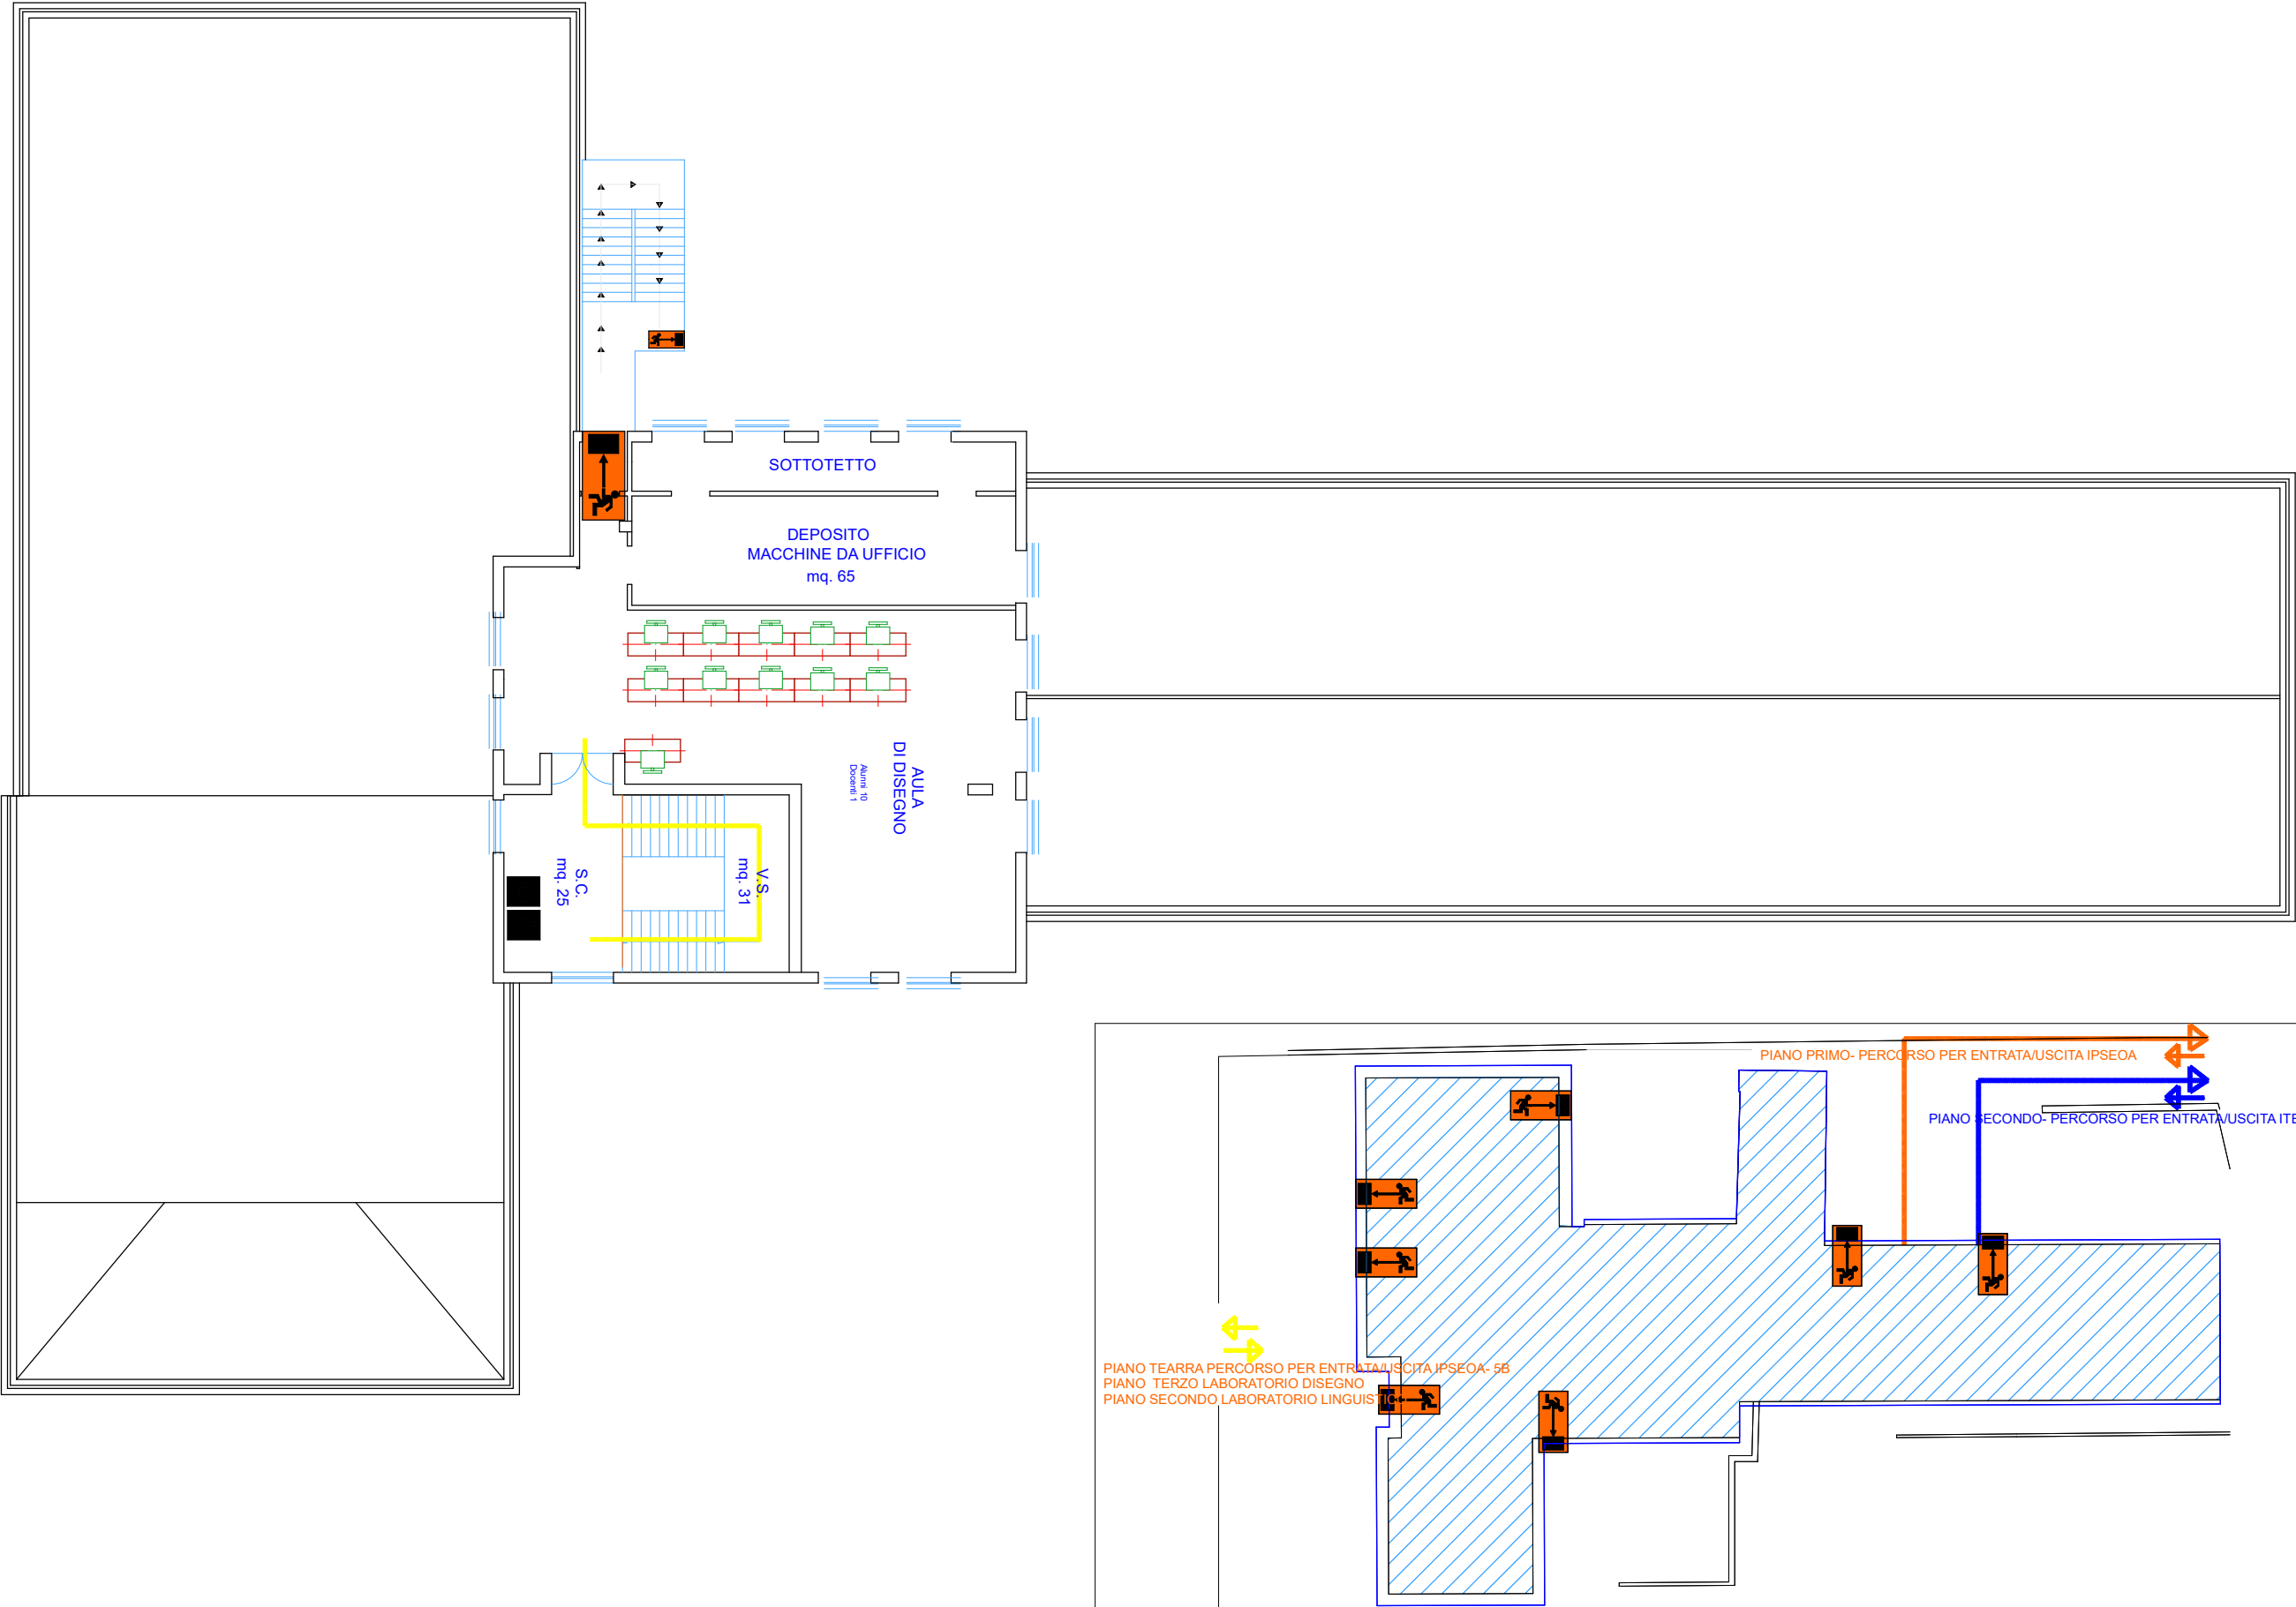 SOTTOTETTO
DEPOSITO
MACCHINE DA UFFICIO
mq. 65
AULA
DI DISEGNO
Alunni 10
Docenti 1
S.C.
mq. 25
V.S.
mq. 31
PIANO PRIMO- PERCORSO PER ENTRATA/USCITA IPSEOA
PIANO SECONDO- PERCORSO PER ENTRATA/USCITA ITE
PIANO TEARRA PERCORSO PER ENTRATA/USCITA IPSEOA- 5B
PIANO TERZO LABORATORIO DISEGNO
PIANO SECONDO LABORATORIO